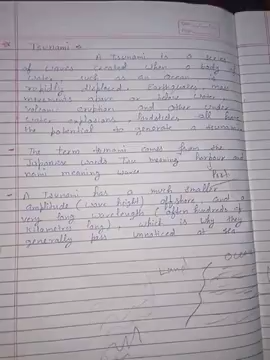 Tsunami
A Tsunami is a series
of waves created when a body of
water such as an ocean is
rapidly displaced. Earthquakes, mass
movements above or below water
volcanic eruption and other under
water explosions, landslides all have
the potential to generate a tsunami
- The term tsunami comes from the
Japanese words Tsu meaning harbour and
nami meaning wave.
Port
- A Tsunami has a much smaller
amplitude (wave height) offshore, and a
very long wavelength (often hundreds of
kilometres long), which is why they
generally pass unnoticed at sea
Land
Ocean